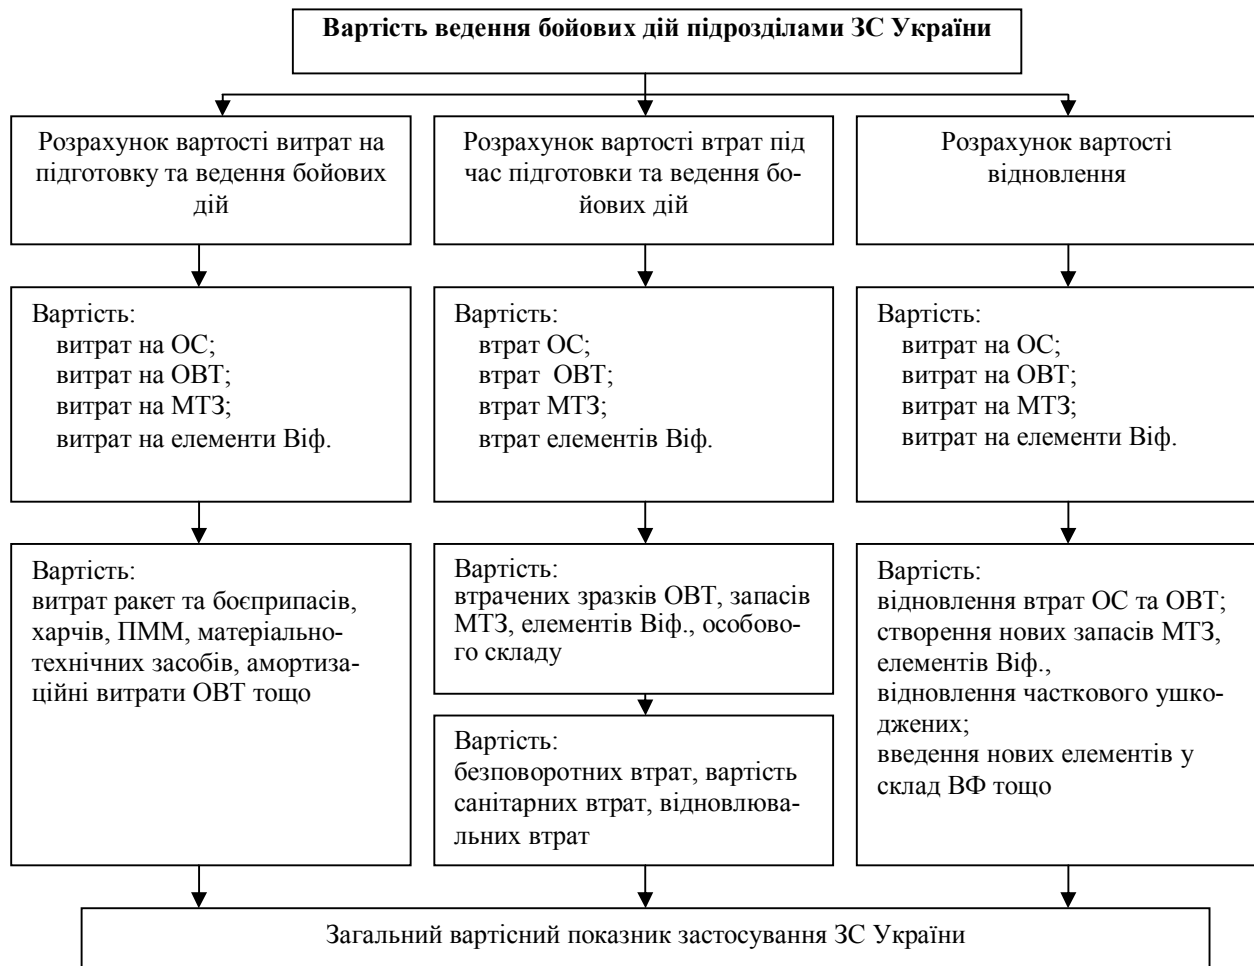 Вартість ведення бойових дій підрозділами ЗС України
Розрахунок вартості витрат на
підготовку та ведення бойових
дій
Розрахунок вартості втрат під
час підготовки та ведення бо-
йових дій
Розрахунок вартості
відновлення
Вартість:
витрат на ОС;
витрат на ОВТ;
витрат на МТЗ;
витрат на елементи Віф.
Вартість:
втрат ОС;
втрат ОВТ;
втрат МТЗ;
втрат елементів Віф.
Вартість:
витрат на ОС;
витрат на ОВТ;
витрат на МТЗ;
витрат на елементи Віф.
Вартість:
витрат ракет та боєприпасів,
харчів, ПММ, матеріально-
технічних засобів, амортиза-
ційні витрати ОВТ тощо
Вартість:
втрачених зразків ОВТ, запасів
МТЗ, елементів Віф., особово-
го складу
Вартість:
безповоротних втрат, вартість
санітарних втрат, відновлюва-
льних втрат
Вартість:
відновлення втрат ОС та ОВТ;
створення нових запасів МТЗ,
елементів Віф.,
відновлення часткового ушко-
джених;
введення нових елементів у
склад ВФ тощо
Загальний вартісний показник застосування ЗС України